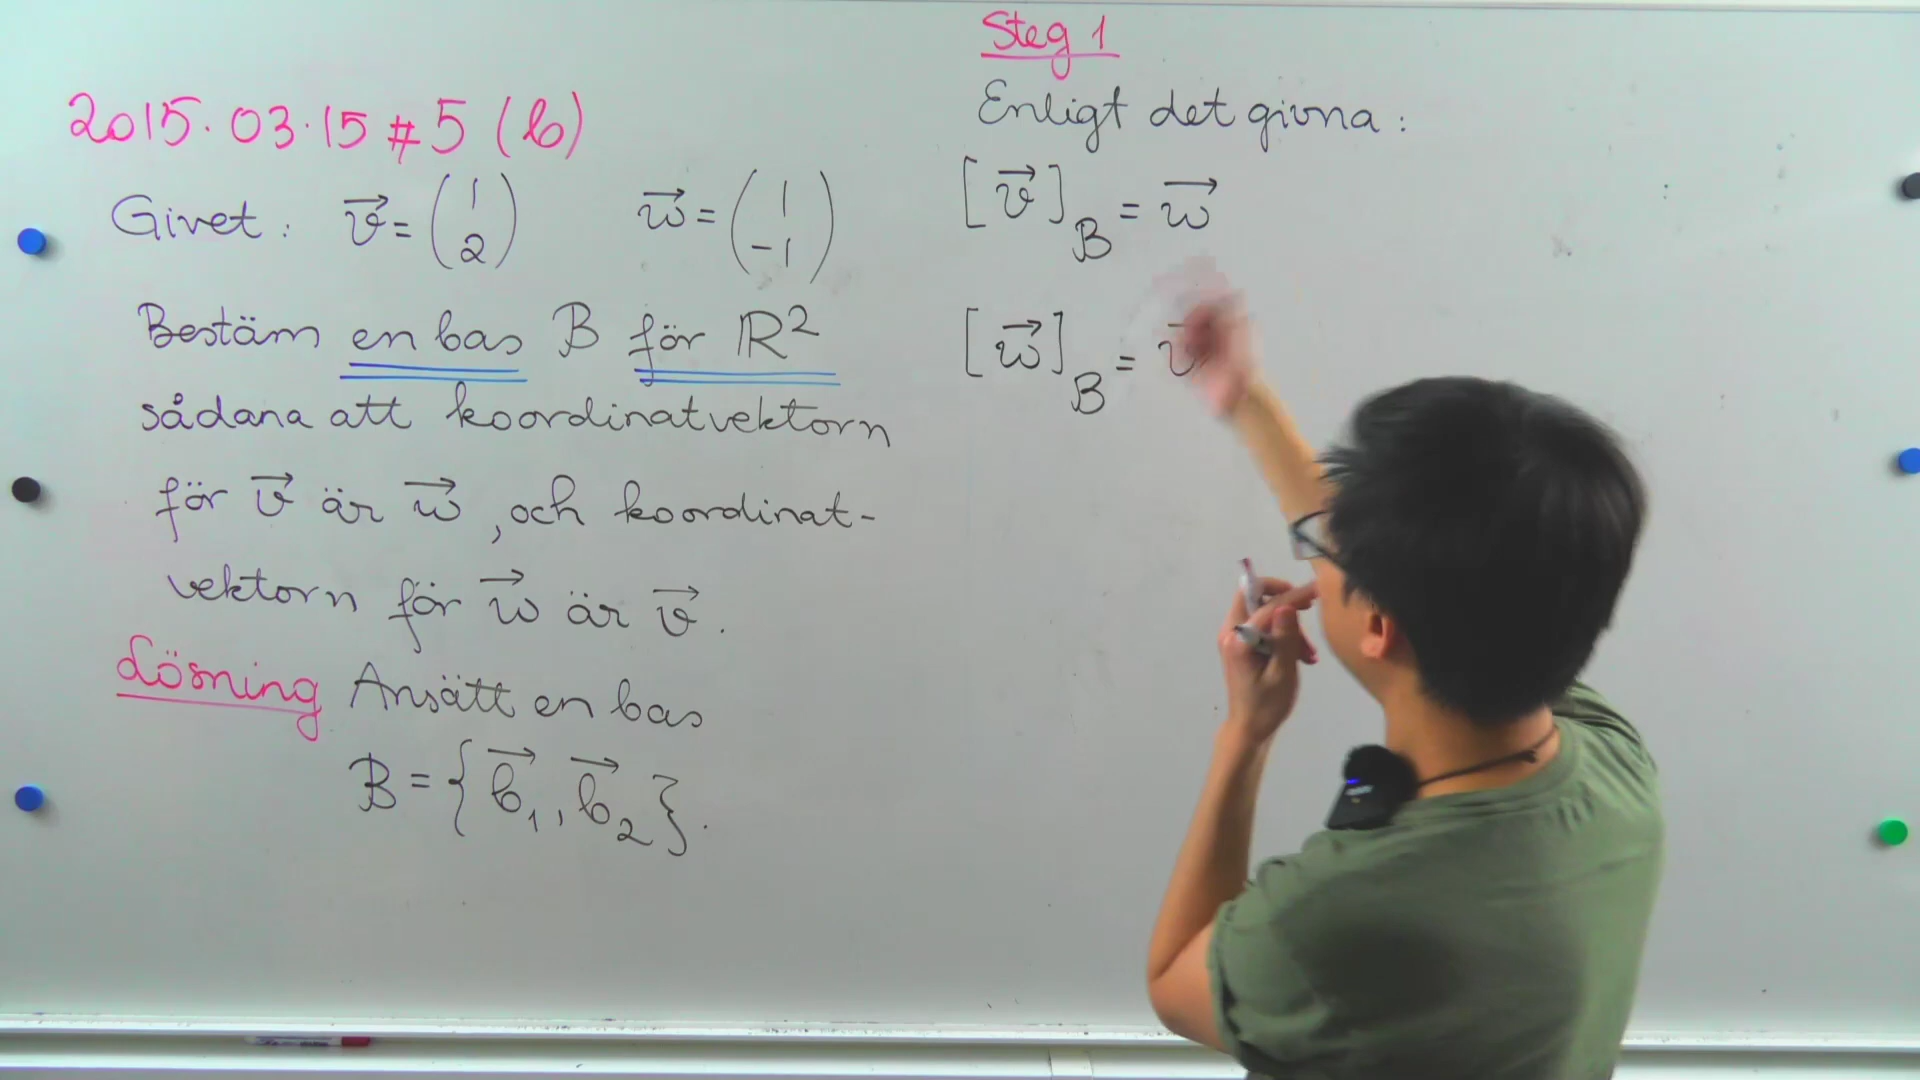 2015.03.15 #5 (b)
Givet: v⃗ = (1 2) w⃗ = (1 -1)
Bestäm en bas B för ℝ²
sådana att koordinatvektorn
för v⃗ är w⃗, och koordinat-
vektorn för w⃗ är v⃗.
Lösning Ansätt en bas
B = {b⃗₁, b⃗₂}.
Steg 1
Enligt det givna:
[v⃗]_B = w⃗
[w⃗]_B = v⃗